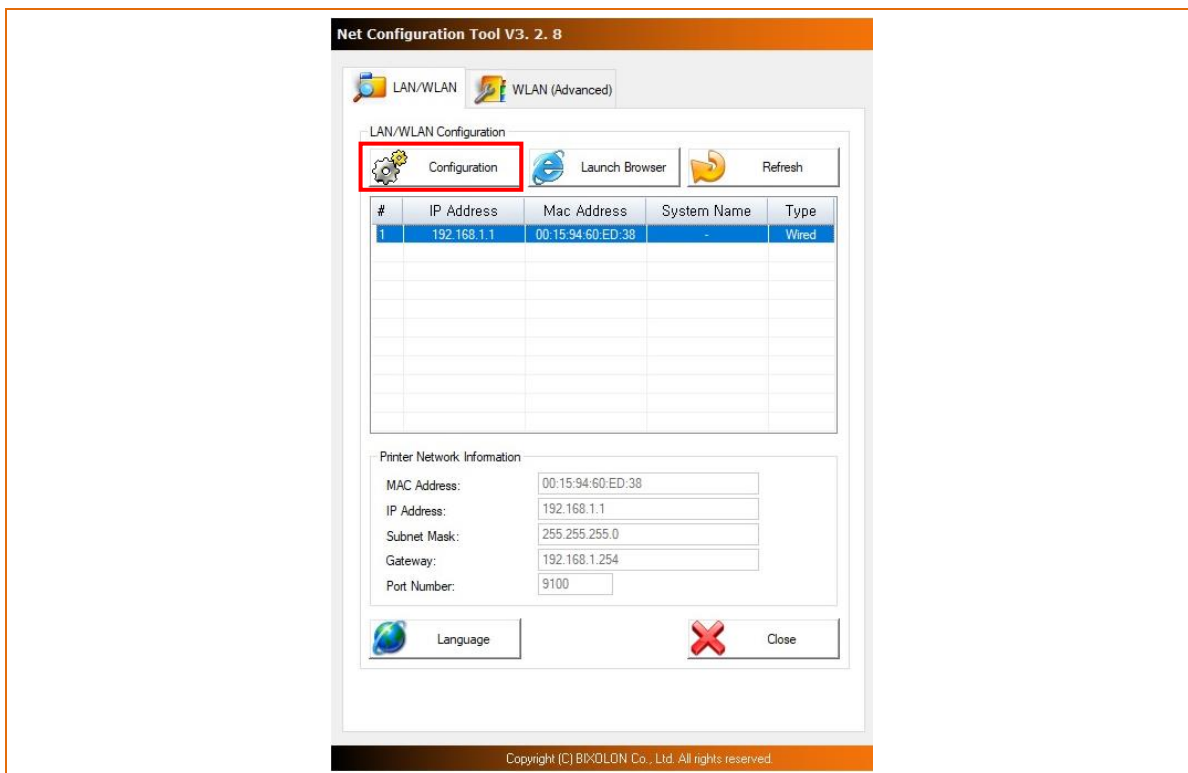 Net Configuration Tool V3. 2. 8
LAN/WLAN WLAN (Advanced)
LAN/WLAN Configuration
Configuration Launch Browser Refresh
# IP Address Mac Address System Name Type
1 192.168.1.1 00:15:94:60:ED:38 - Wired
Printer Network Information
MAC Address: 00:15:94:60:ED:38
IP Address: 192.168.1.1
Subnet Mask: 255.255.255.0
Gateway: 192.168.1.254
Port Number: 9100
Language Close
Copyright (C) BIXOLON Co., Ltd. All rights reserved.